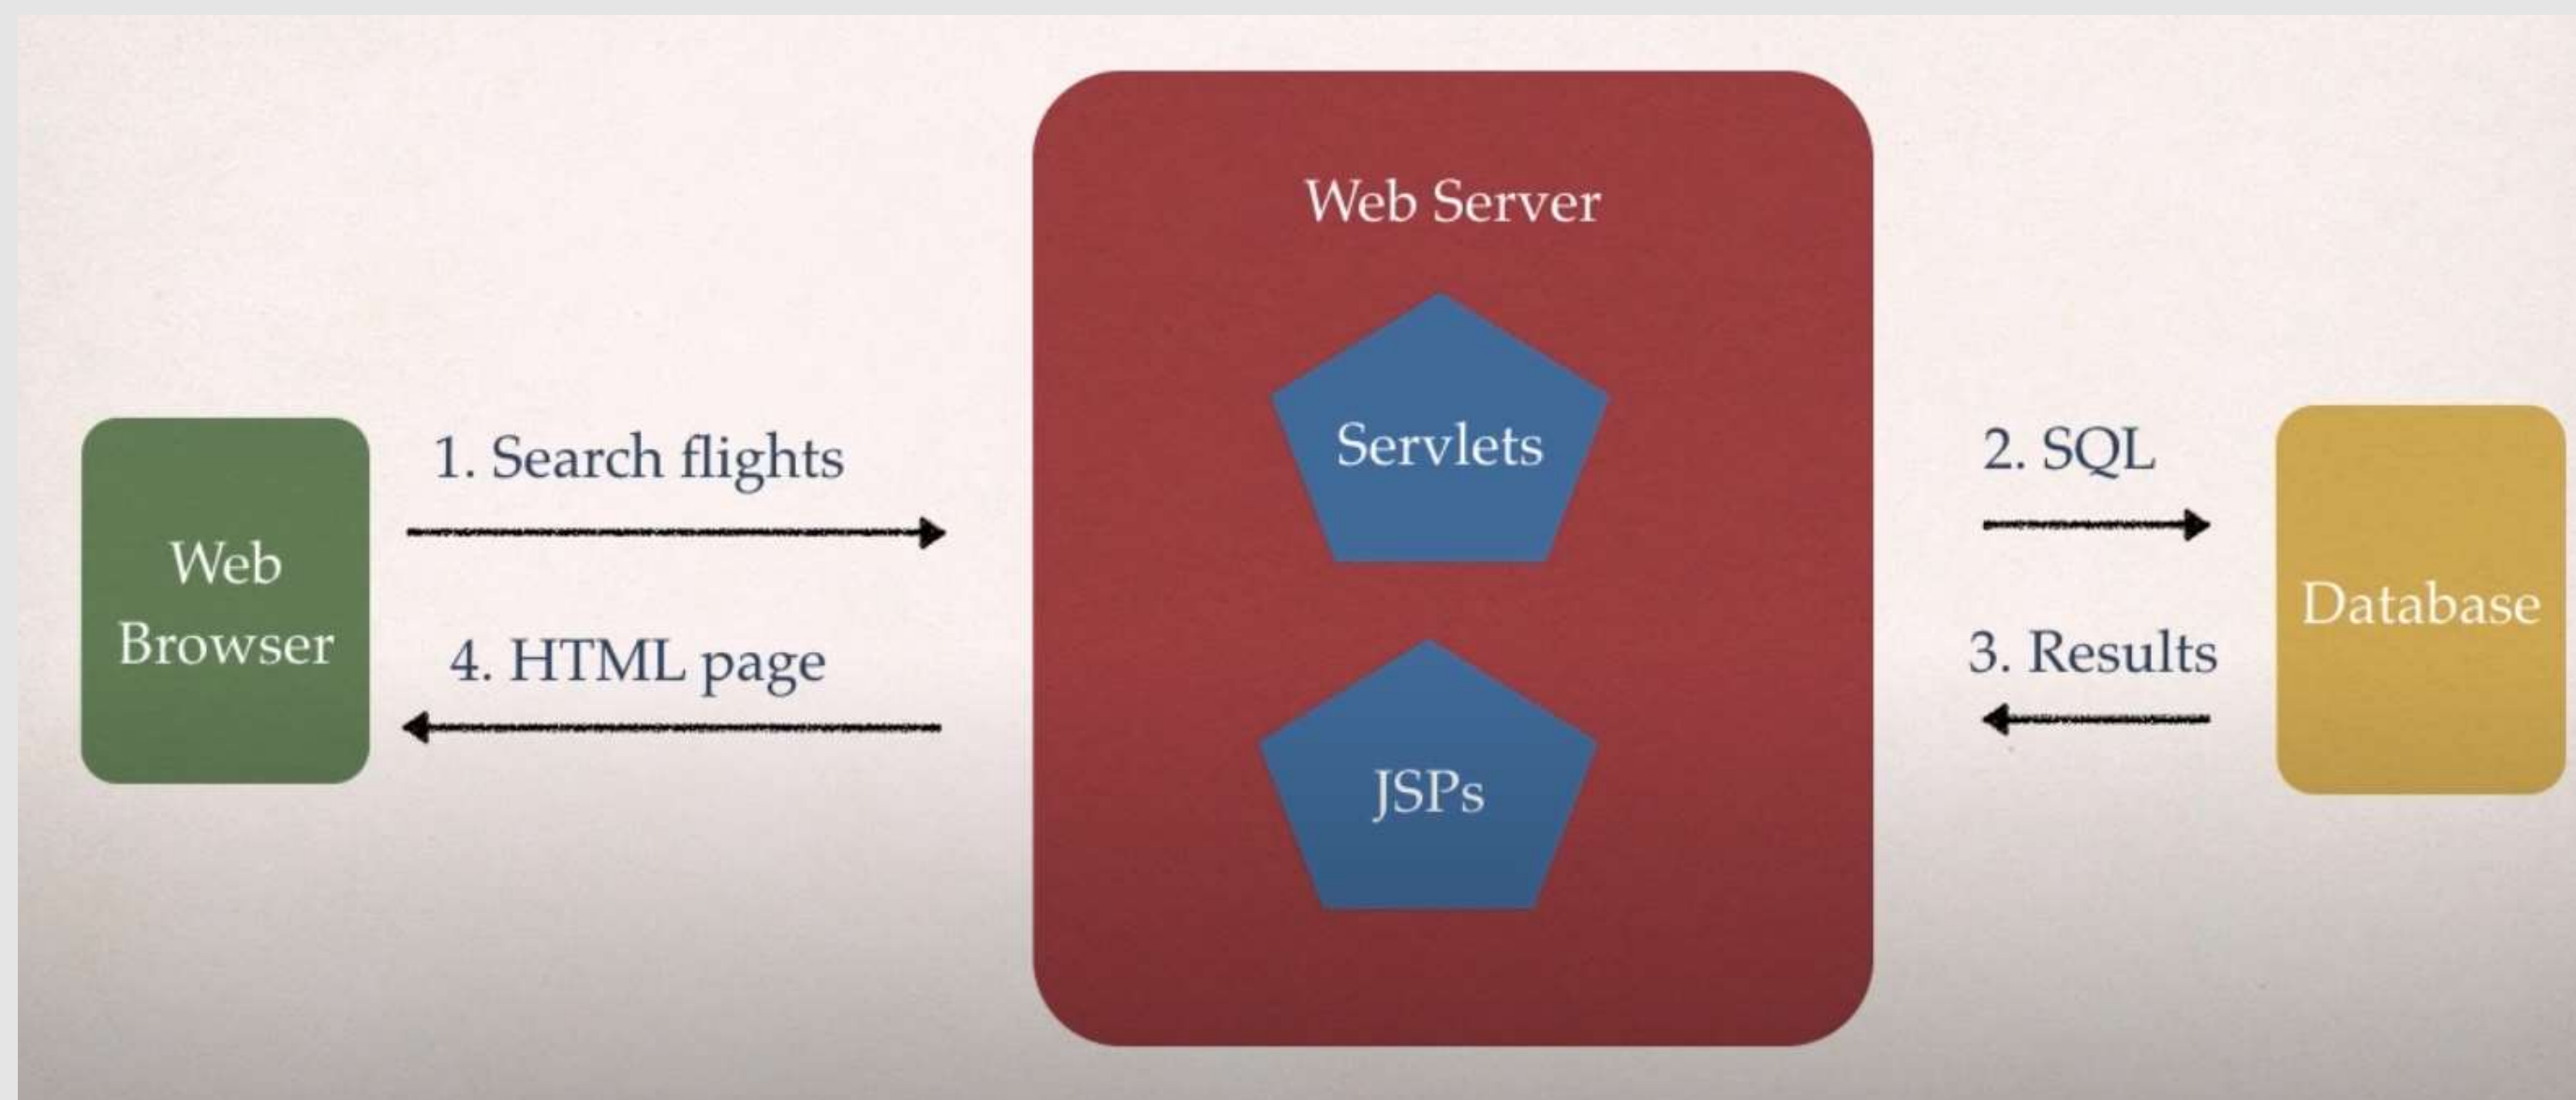 Web Server
Servlets
1. Search flights
2. SQL
Web
Browser
Database
4. HTML page
3. Results
JSPs